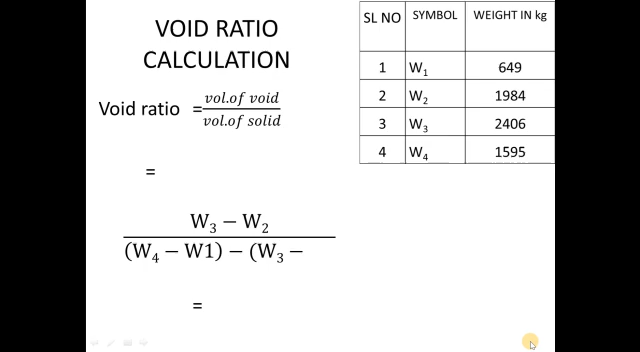 VOID RATIO
CALCULATION
Void ratio = vol.of void / vol.of solid
=
W₃ − W₂
(W₄ − W1) − (W₃ −
=
SL NO SYMBOL WEIGHT IN kg
1 W₁ 649
2 W₂ 1984
3 W₃ 2406
4 W₄ 1595